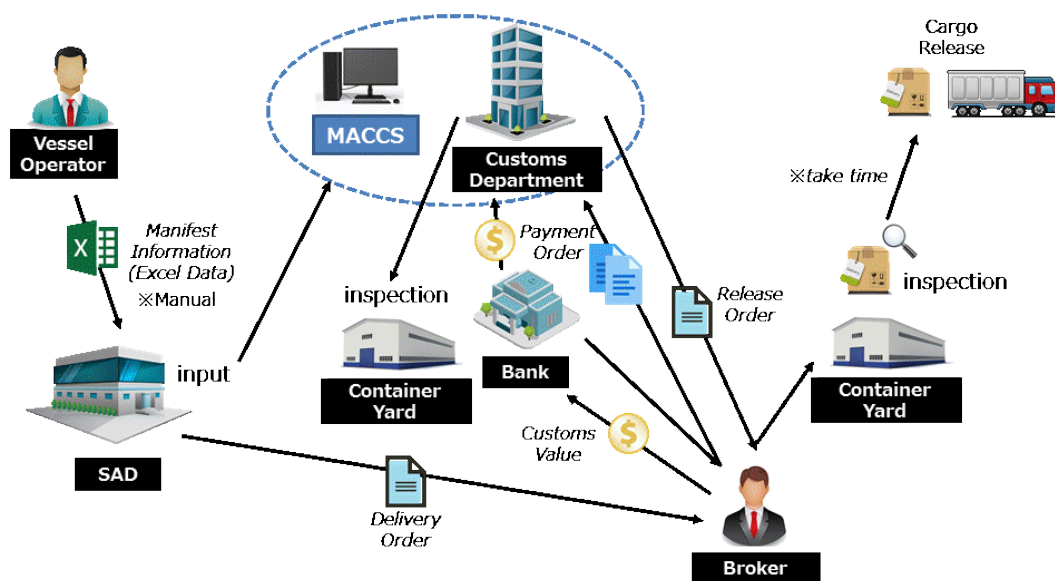 Cargo
Release
Vessel
Operator
MACCS
Customs
Department
※take time
X
Manifest
Information
(Excel Data)
※Manual
$
Payment
Order
inspection
Release
Order
inspection
input
Container
Yard
Bank
Container
Yard
Customs
Value
$
SAD
Delivery
Order
Broker